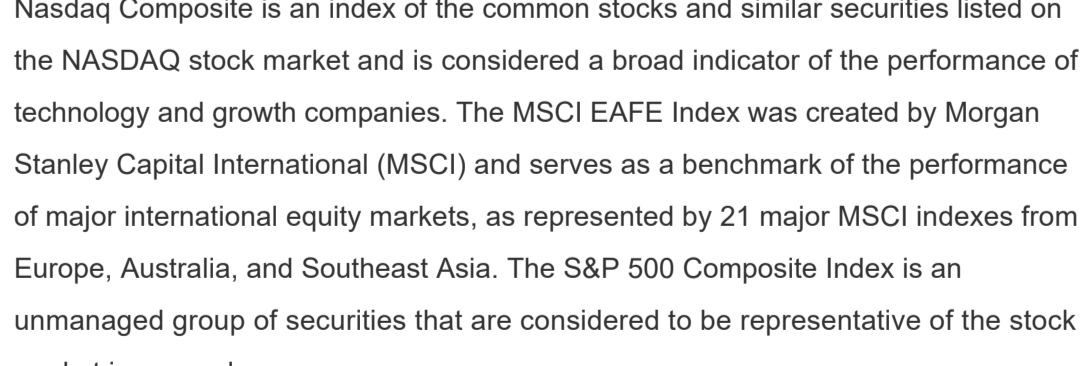 Nasdaq Composite is an index of the common stocks and similar securities listed on
the NASDAQ stock market and is considered a broad indicator of the performance of
technology and growth companies. The MSCI EAFE Index was created by Morgan
Stanley Capital International (MSCI) and serves as a benchmark of the performance
of major international equity markets, as represented by 21 major MSCI indexes from
Europe, Australia, and Southeast Asia. The S&P 500 Composite Index is an
unmanaged group of securities that are considered to be representative of the stock